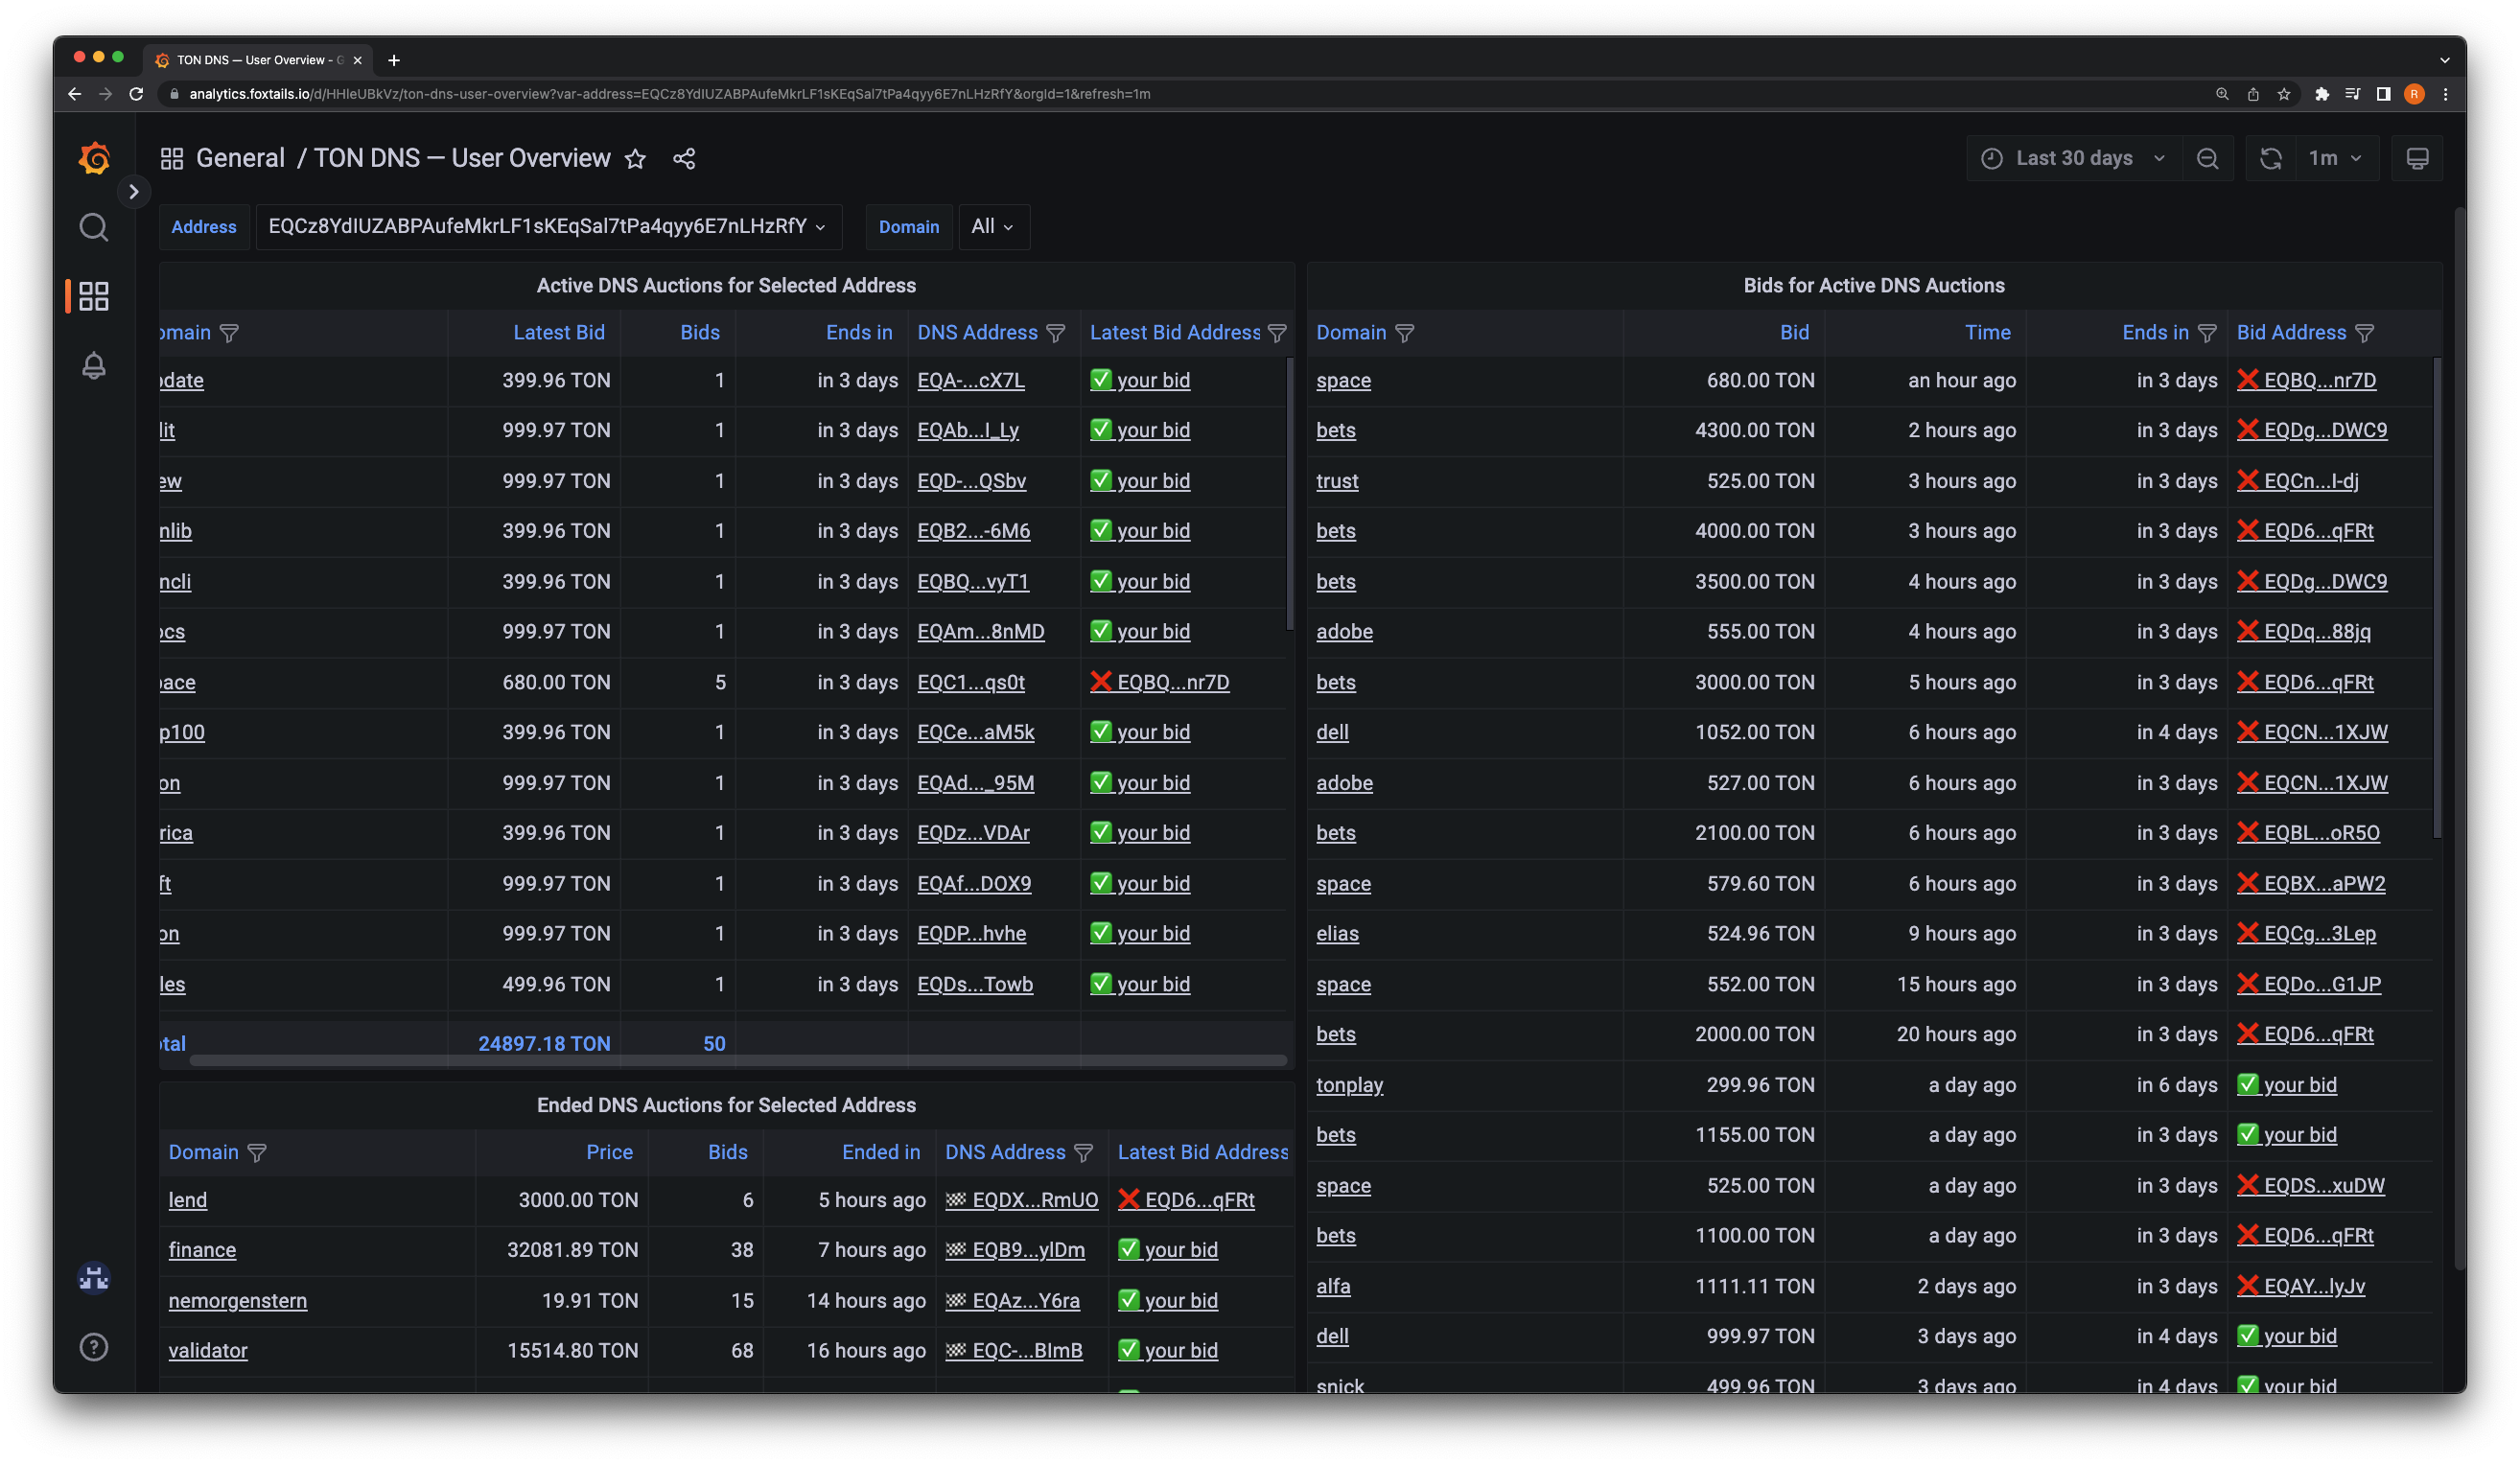 TON DNS — User Overview - G
analytics.foxtails.io/d/HHIeUBkVz/ton-dns-user-overview?var-address=EQCz8YdIUZABPAufeMkrLF1sKEqSal7tPa4qyy6E7nLHzRfY&orgId=1&refresh=1m
R
General / TON DNS — User Overview
Last 30 days
1m
Address EQCz8YdIUZABPAufeMkrLF1sKEqSal7tPa4qyy6E7nLHzRfY Domain All
Active DNS Auctions for Selected Address
omain Latest Bid Bids Ends in DNS Address Latest Bid Address
date 399.96 TON 1 in 3 days EQA-...cX7L ✅ your bid
lit 999.97 TON 1 in 3 days EQAb...I_Ly ✅ your bid
ew 999.97 TON 1 in 3 days EQD-...QSbv ✅ your bid
nlib 399.96 TON 1 in 3 days EQB2...-6M6 ✅ your bid
ncli 399.96 TON 1 in 3 days EQBQ...vyT1 ✅ your bid
ocs 999.97 TON 1 in 3 days EQAm...8nMD ✅ your bid
pace 680.00 TON 5 in 3 days EQC1...qs0t ❌ EQBQ...nr7D
p100 399.96 TON 1 in 3 days EQCe...aM5k ✅ your bid
on 999.97 TON 1 in 3 days EQAd..._95M ✅ your bid
rica 399.96 TON 1 in 3 days EQDz...VDAr ✅ your bid
ft 999.97 TON 1 in 3 days EQAf...DOX9 ✅ your bid
on 999.97 TON 1 in 3 days EQDP...hvhe ✅ your bid
les 499.96 TON 1 in 3 days EQDs...Towb ✅ your bid
otal 24897.18 TON 50
Ended DNS Auctions for Selected Address
Domain Price Bids Ended in DNS Address Latest Bid Address
lend 3000.00 TON 6 5 hours ago 🏁 EQDX...RmUO ❌ EQD6...qFRt
finance 32081.89 TON 38 7 hours ago 🏁 EQB9...ylDm ✅ your bid
nemorgenstern 19.91 TON 15 14 hours ago 🏁 EQAz...Y6ra ✅ your bid
validator 15514.80 TON 68 16 hours ago 🏁 EQC-...BImB ✅ your bid
Bids for Active DNS Auctions
Domain Bid Time Ends in Bid Address
space 680.00 TON an hour ago in 3 days ❌ EQBQ...nr7D
bets 4300.00 TON 2 hours ago in 3 days ❌ EQDg...DWC9
trust 525.00 TON 3 hours ago in 3 days ❌ EQCn...I-dj
bets 4000.00 TON 3 hours ago in 3 days ❌ EQD6...qFRt
bets 3500.00 TON 4 hours ago in 3 days ❌ EQDg...DWC9
adobe 555.00 TON 4 hours ago in 3 days ❌ EQDq...88jq
bets 3000.00 TON 5 hours ago in 3 days ❌ EQD6...qFRt
dell 1052.00 TON 6 hours ago in 4 days ❌ EQCN...1XJW
adobe 527.00 TON 6 hours ago in 3 days ❌ EQCN...1XJW
bets 2100.00 TON 6 hours ago in 3 days ❌ EQBL...oR5O
space 579.60 TON 6 hours ago in 3 days ❌ EQBX...aPW2
elias 524.96 TON 9 hours ago in 3 days ❌ EQCg...3Lep
space 552.00 TON 15 hours ago in 3 days ❌ EQDo...G1JP
bets 2000.00 TON 20 hours ago in 3 days ❌ EQD6...qFRt
tonplay 299.96 TON a day ago in 6 days ✅ your bid
bets 1155.00 TON a day ago in 3 days ✅ your bid
space 525.00 TON a day ago in 3 days ❌ EQDS...xuDW
bets 1100.00 TON a day ago in 3 days ❌ EQD6...qFRt
alfa 1111.11 TON 2 days ago in 3 days ❌ EQAY...lyJv
dell 999.97 TON 3 days ago in 4 days ✅ your bid
snick 499.96 TON 3 days ago in 4 days ✅ your bid